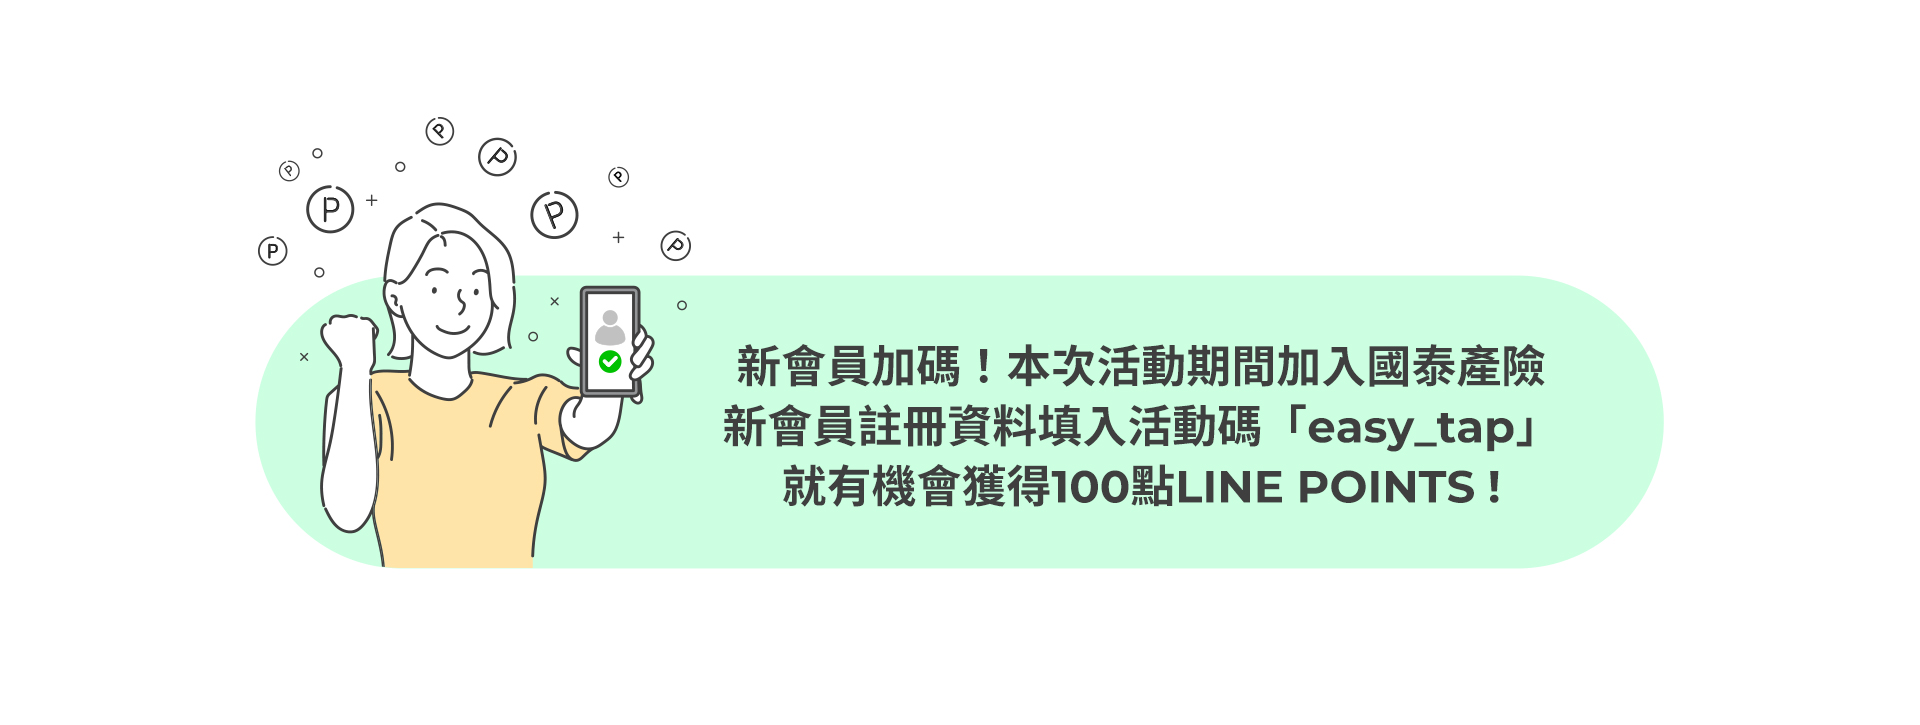 新會員加碼！本次活動期間加入國泰產險
新會員註冊資料填入活動碼「easy_tap」
就有機會獲得100點LINE POINTS！